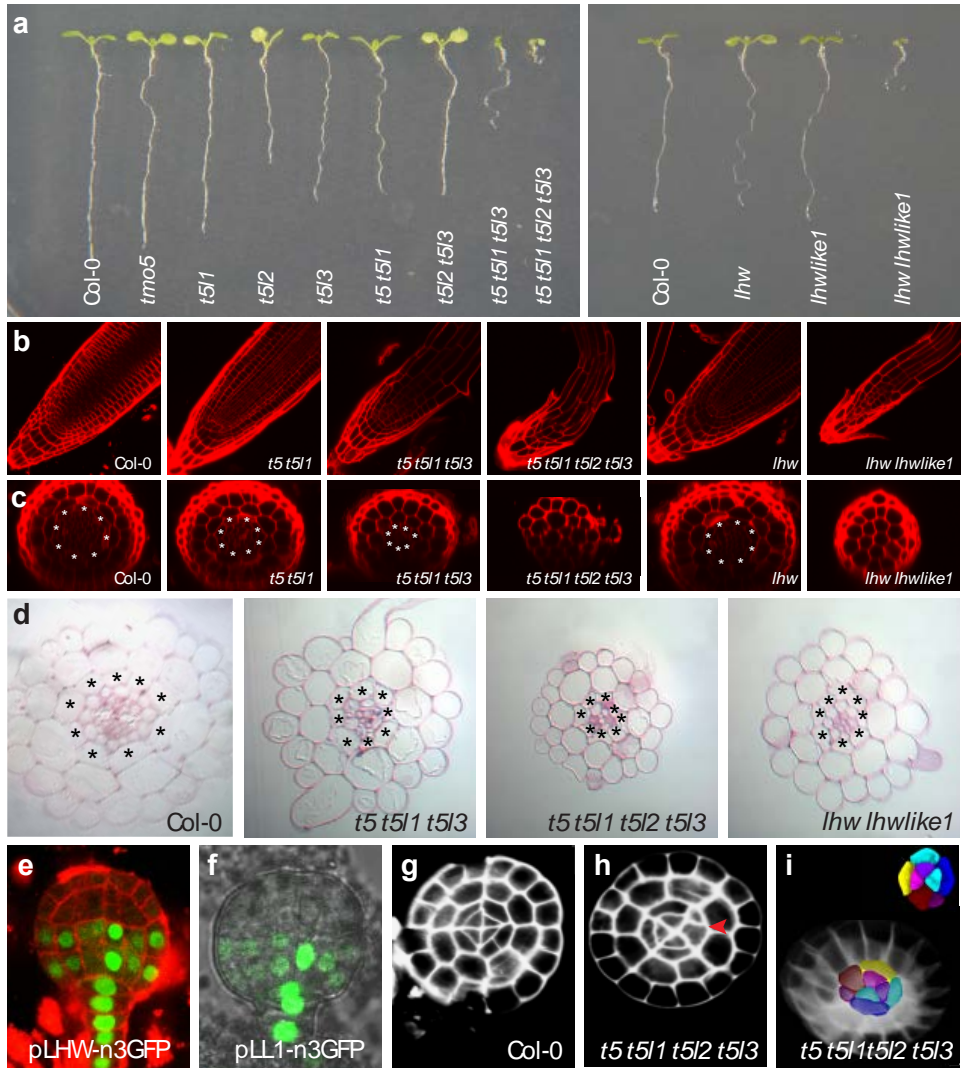 a
Col-0
tmo5
t5l1
t5l2
t5l3
t5 t5l1
t5l2 t5l3
t5 t5l1 t5l3
t5 t5l1 t5l2 t5l3
Col-0
lhw
lhwlike1
lhw lhwlike1
b
Col-0
t5 t5l1
t5 t5l1 t5l3
t5 t5l1 t5l2 t5l3
lhw
lhw lhwlike1
c
Col-0
t5 t5l1
t5 t5l1 t5l3
t5 t5l1 t5l2 t5l3
lhw
lhw lhwlike1
d
Col-0
t5 t5l1 t5l3
t5 t5l1 t5l2 t5l3
lhw lhwlike1
e
pLHW-n3GFP
f
pLL1-n3GFP
g
Col-0
h
t5 t5l1 t5l2 t5l3
i
t5 t5l1t5l2 t5l3